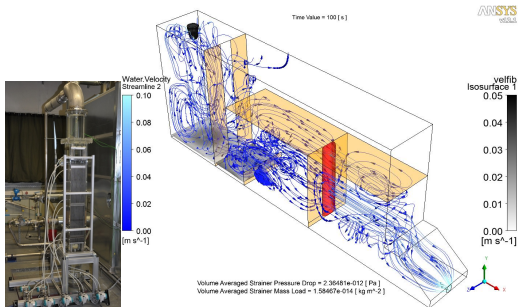 Time Value = 100 [ s ]
ANSYS
Water.Velocity
Streamline 2
0.10
0.08
0.06
0.04
0.02
0.00
[m s^-1]
velfib
Isosurface 1
0.05
0.04
0.03
0.02
0.01
0.00
[m s^-1]
Volume Averaged Strainer Pressure Drop = 2.36481e-012 [ Pa ]
Volume Averaged Strainer Mass Load = 1.58467e-014 [ kg m^-2 ]
Y
Z
X